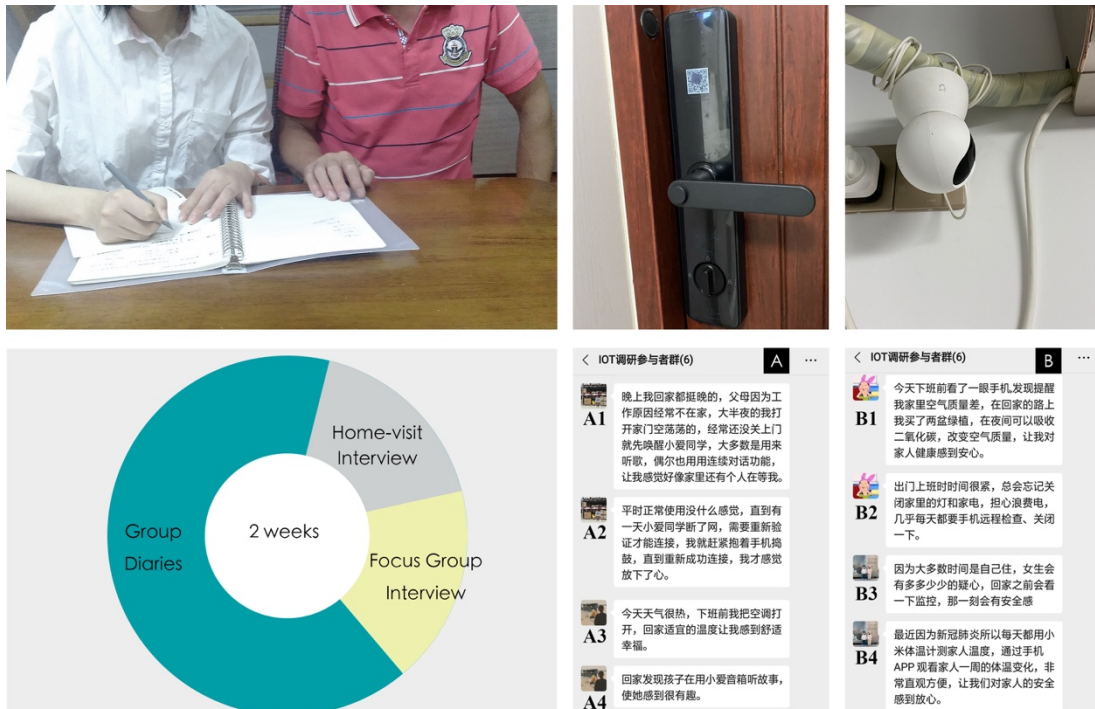 2 weeks
Home-visit
Interview
Group
Diaries
Focus Group
Interview
< IOT调研参与者群(6)
A
...
A1
晚上我回家都挺晚的，父母因为工
作原因经常不在家，大半夜的我打
开家门空荡荡的，经常还没关上门
就先唤醒小爱同学，大多数是用来
听歌，偶尔也用用连续对话功能，
让我感觉好像家里还有个人在等我。
A2
平时正常使用没什么感觉，直到有
一天小爱同学断了网，需要重新验
证才能连接，我就赶紧抱着手机捣
鼓，直到重新成功连接，我才感觉
放下了心。
A3
今天天气很热，下班前我把空调打
开，回家适宜的温度让我感到舒适
幸福。
A4
回家发现孩子在用小爱音箱听故事，
使她感到很有趣。
< IOT调研参与者群(6)
B
...
B1
今天下班前看了一眼手机发现提醒
我家里空气质量差，在回家的路上
我买了两盆绿植，在夜间可以吸收
二氧化碳，改变空气质量，让我对
家人健康感到安心。
B2
出门上班时时间很紧，总会忘记关
闭家里的灯和家电，担心浪费电，
几乎每天都要手机远程检查、关闭
一下。
B3
因为大多数时间是自己住，女生会
有多多少少的疑心，回家之前会看
一下监控，那一刻会有安全感
B4
最近因为新冠肺炎所以每天都用小
米体温计测家人温度，通过手机
APP 观看家人一周的体温变化，非
常直观方便，让我们对家人的安全
感到放心。